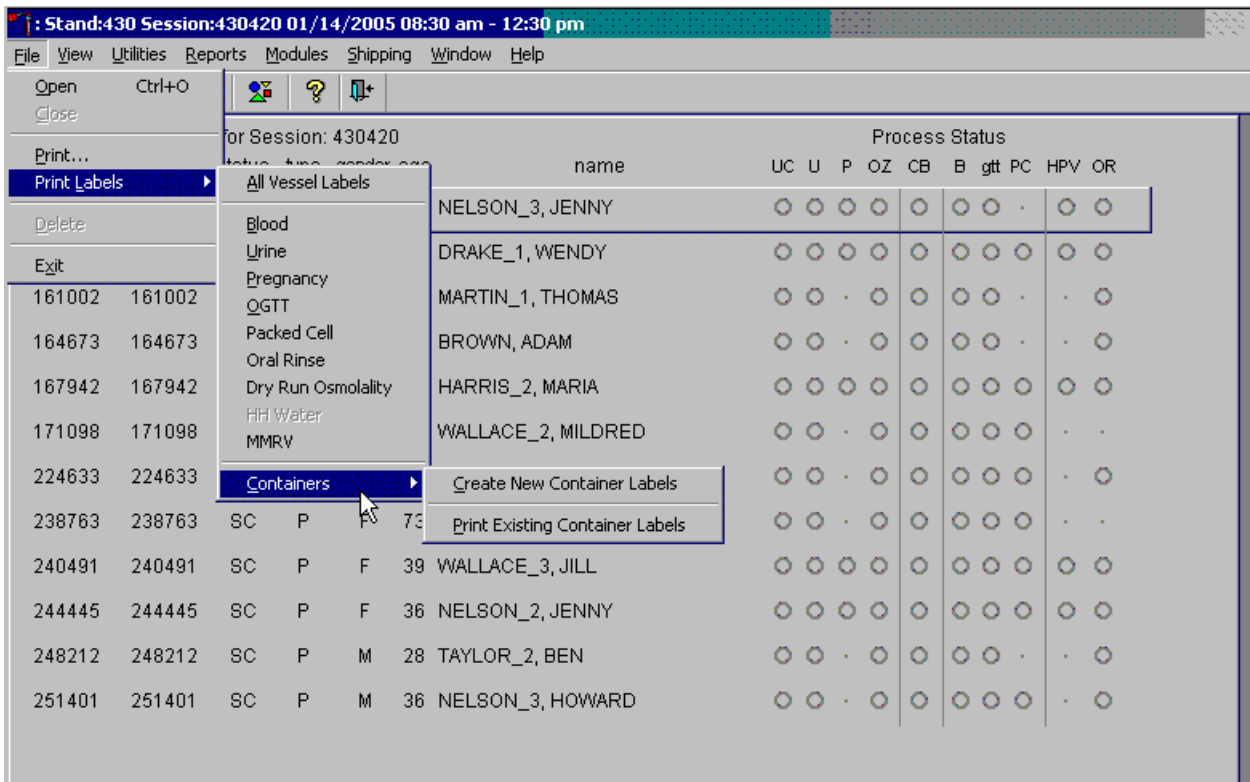 : Stand:430 Session:430420 01/14/2005 08:30 am - 12:30 pm
File View Utilities Reports Modules Shipping Window Help
Open Ctrl+O
Close
for Session: 430420 Process Status
Print...
status type gender age name UC U P OZ CB B gtt PC HPV OR
Print Labels All Vessel Labels
NELSON_3, JENNY
Delete Blood
Urine DRAKE_1, WENDY
Exit
Pregnancy
161002 161002 MARTIN_1, THOMAS
OGTT
Packed Cell
164673 164673 BROWN, ADAM
Oral Rinse
167942 167942 Dry Run Osmolality HARRIS_2, MARIA
HH Water
171098 171098 WALLACE_2, MILDRED
MMRV
224633 224633 Containers Create New Container Labels
238763 238763 SC P F 73 Print Existing Container Labels
240491 240491 SC P F 39 WALLACE_3, JILL
244445 244445 SC P F 36 NELSON_2, JENNY
248212 248212 SC P M 28 TAYLOR_2, BEN
251401 251401 SC P M 36 NELSON_3, HOWARD